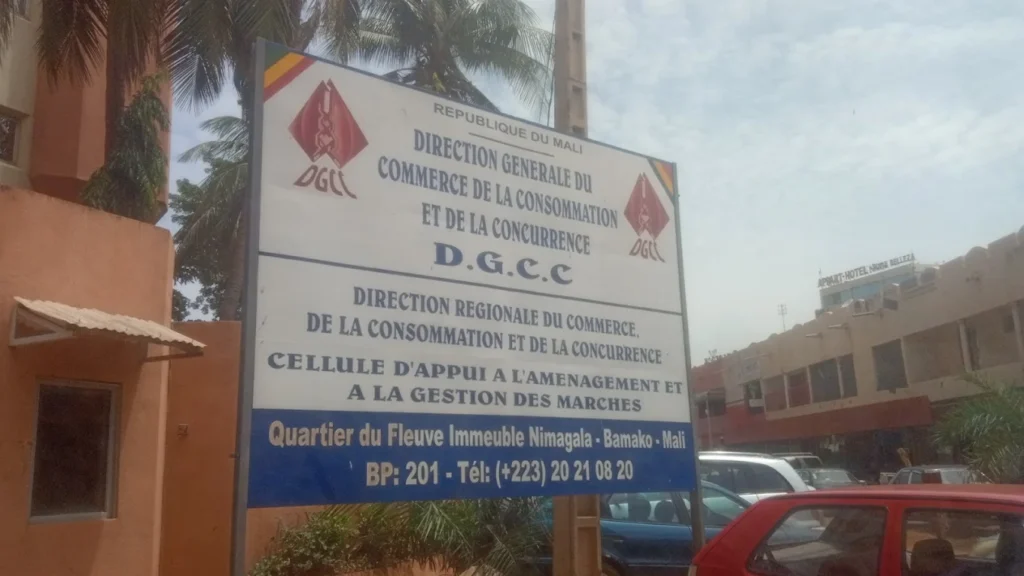 REPUBLIQUE DU MALI
DIRECTION GENERALE DU
COMMERCE DE LA CONSOMMATION
ET DE LA CONCURRENCE
D.G.C.C
DGCC
DGCC
DIRECTION REGIONALE DU COMMERCE.
DE LA CONSOMMATION ET DE LA CONCURRENCE
CELLULE D'APPUI A L'AMENAGEMENT ET
A LA GESTION DES MARCHES
Quartier du Fleuve Immeuble Nimagala - Bamako - Mali
BP: 201 - Tél: (+223) 20 21 08 20